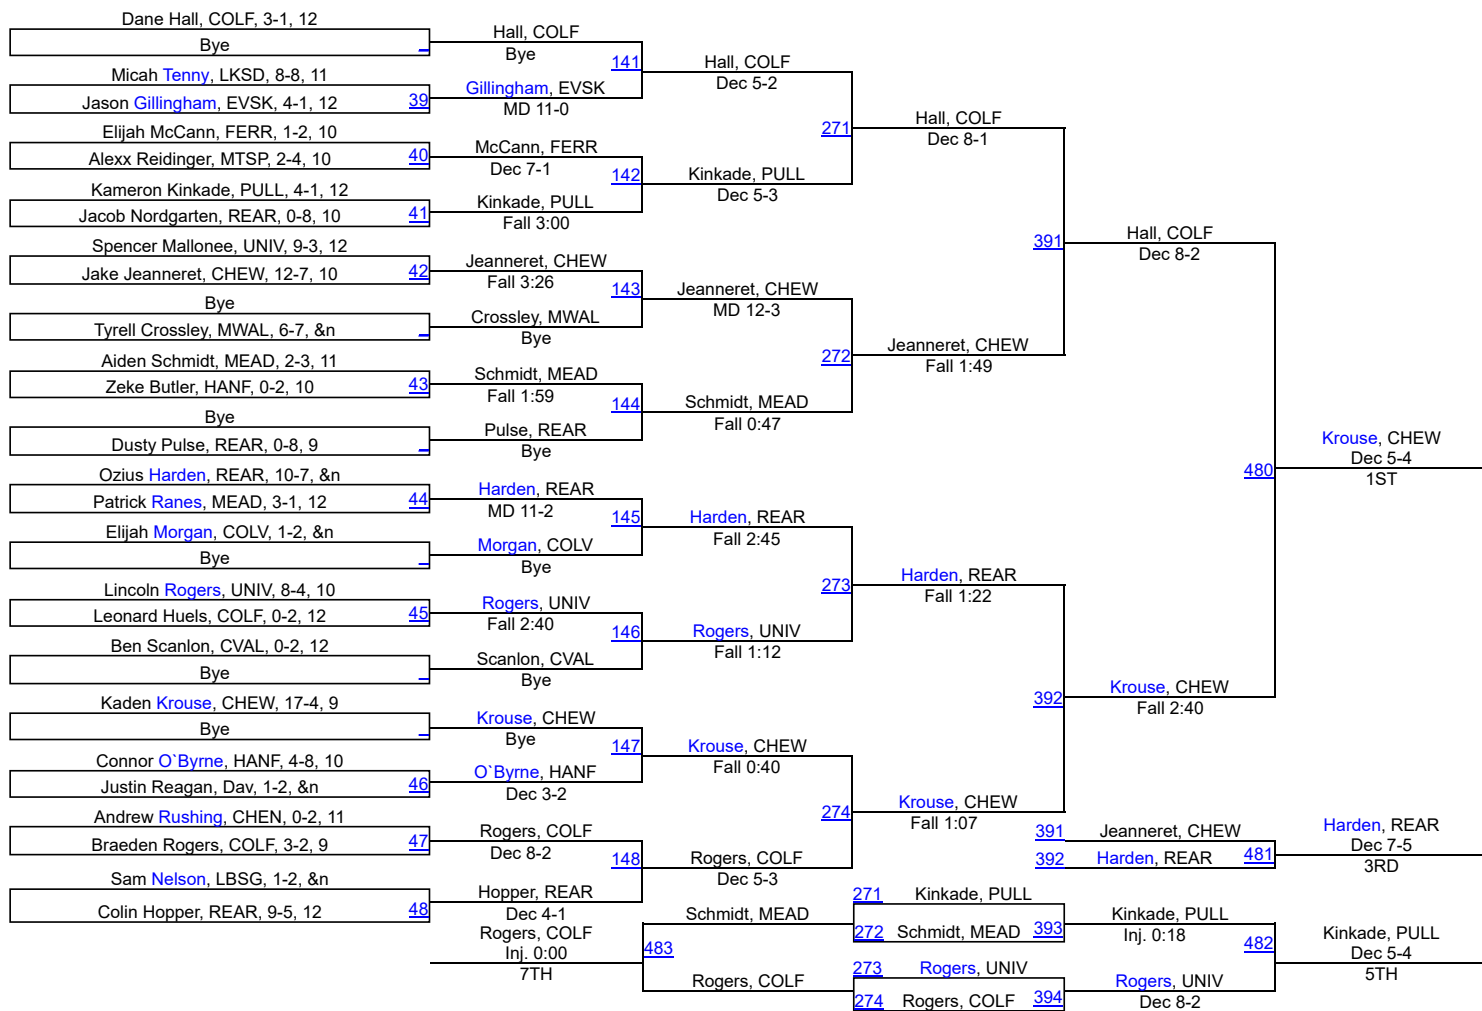 Dane Hall, COLF, 3-1, 12
Bye
Micah Tenny, LKSD, 8-8, 11
Jason Gillingham, EVSK, 4-1, 12
39
Elijah McCann, FERR, 1-2, 10
Alexx Reidinger, MTSP, 2-4, 10
40
Kameron Kinkade, PULL, 4-1, 12
Jacob Nordgarten, REAR, 0-8, 10
41
Spencer Mallonee, UNIV, 9-3, 12
Jake Jeanneret, CHEW, 12-7, 10
42
Bye
Tyrell Crossley, MWAL, 6-7, &n
Aiden Schmidt, MEAD, 2-3, 11
Zeke Butler, HANF, 0-2, 10
43
Bye
Dusty Pulse, REAR, 0-8, 9
Ozius Harden, REAR, 10-7, &n
Patrick Ranes, MEAD, 3-1, 12
44
Elijah Morgan, COLV, 1-2, &n
Bye
Lincoln Rogers, UNIV, 8-4, 10
Leonard Huels, COLF, 0-2, 12
45
Ben Scanlon, CVAL, 0-2, 12
Bye
Kaden Krouse, CHEW, 17-4, 9
Bye
Connor O`Byrne, HANF, 4-8, 10
Justin Reagan, Dav, 1-2, &n
46
Andrew Rushing, CHEN, 0-2, 11
Braeden Rogers, COLF, 3-2, 9
47
Sam Nelson, LBSG, 1-2, &n
Colin Hopper, REAR, 9-5, 12
48
Hall, COLF
Bye
141
Gillingham, EVSK
MD 11-0
McCann, FERR
Dec 7-1
142
Kinkade, PULL
Fall 3:00
Jeanneret, CHEW
Fall 3:26
143
Crossley, MWAL
Bye
Schmidt, MEAD
Fall 1:59
144
Pulse, REAR
Bye
Harden, REAR
MD 11-2
145
Morgan, COLV
Bye
Rogers, UNIV
Fall 2:40
146
Scanlon, CVAL
Bye
Krouse, CHEW
Bye
147
O`Byrne, HANF
Dec 3-2
Rogers, COLF
Dec 8-2
148
Hopper, REAR
Dec 4-1
Hall, COLF
Dec 5-2
271
Kinkade, PULL
Dec 5-3
Jeanneret, CHEW
MD 12-3
272
Schmidt, MEAD
Fall 0:47
Harden, REAR
Fall 2:45
273
Rogers, UNIV
Fall 1:12
Krouse, CHEW
Fall 0:40
274
Rogers, COLF
Dec 5-3
Hall, COLF
Dec 8-1
391
Jeanneret, CHEW
Fall 1:49
Harden, REAR
Fall 1:22
392
Krouse, CHEW
Fall 1:07
Hall, COLF
Dec 8-2
480
Krouse, CHEW
Fall 2:40
Krouse, CHEW
Dec 5-4
1ST
391
Jeanneret, CHEW
392
Harden, REAR
481
Harden, REAR
Dec 7-5
3RD
271
Kinkade, PULL
272
Schmidt, MEAD
393
273
Rogers, UNIV
274
Rogers, COLF
394
Kinkade, PULL
Inj. 0:18
482
Rogers, UNIV
Dec 8-2
Kinkade, PULL
Dec 5-4
5TH
Schmidt, MEAD
483
Rogers, COLF
Rogers, COLF
Inj. 0:00
7TH